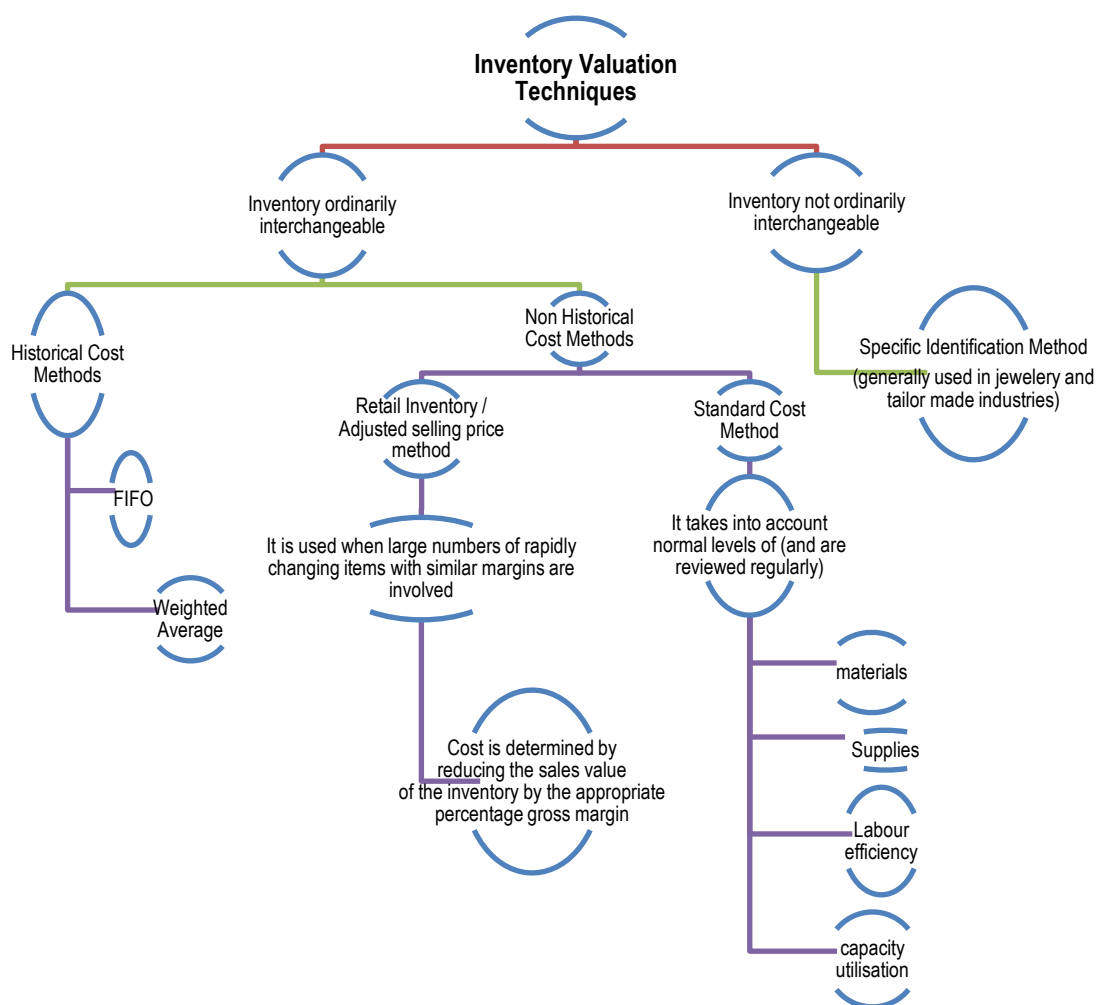 Inventory Valuation
Techniques
Inventory ordinarily
interchangeable
Inventory not ordinarily
interchangeable
Historical Cost
Methods
Non Historical
Cost Methods
Specific Identification Method
(generally used in jewelery and
tailor made industries)
FIFO
Weighted
Average
Retail Inventory /
Adjusted selling price
method
Standard Cost
Method
It is used when large numbers of rapidly
changing items with similar margins are
involved
It takes into account
normal levels of (and are
reviewed regularly)
Cost is determined by
reducing the sales value
of the inventory by the appropriate
percentage gross margin
materials
Supplies
Labour
efficiency
capacity
utilisation